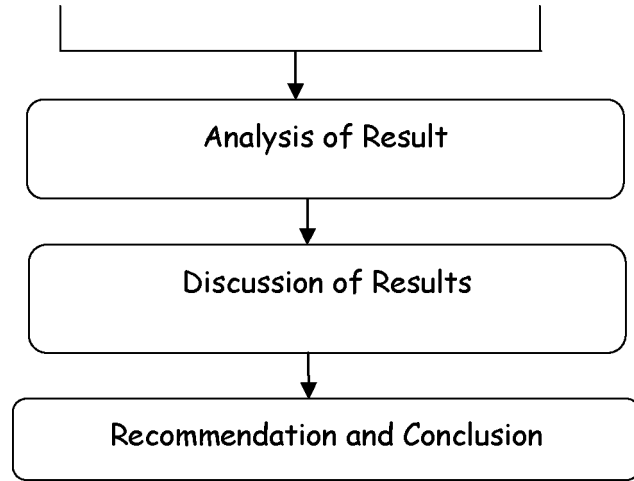 Analysis of Result
Discussion of Results
Recommendation and Conclusion